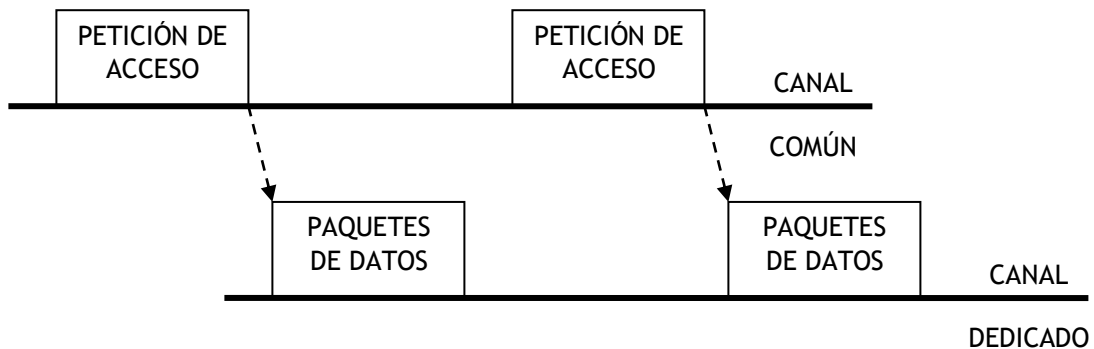 PETICIÓN DE
ACCESO
PETICIÓN DE
ACCESO
CANAL
COMÚN
PAQUETES
DE DATOS
PAQUETES
DE DATOS
CANAL
DEDICADO